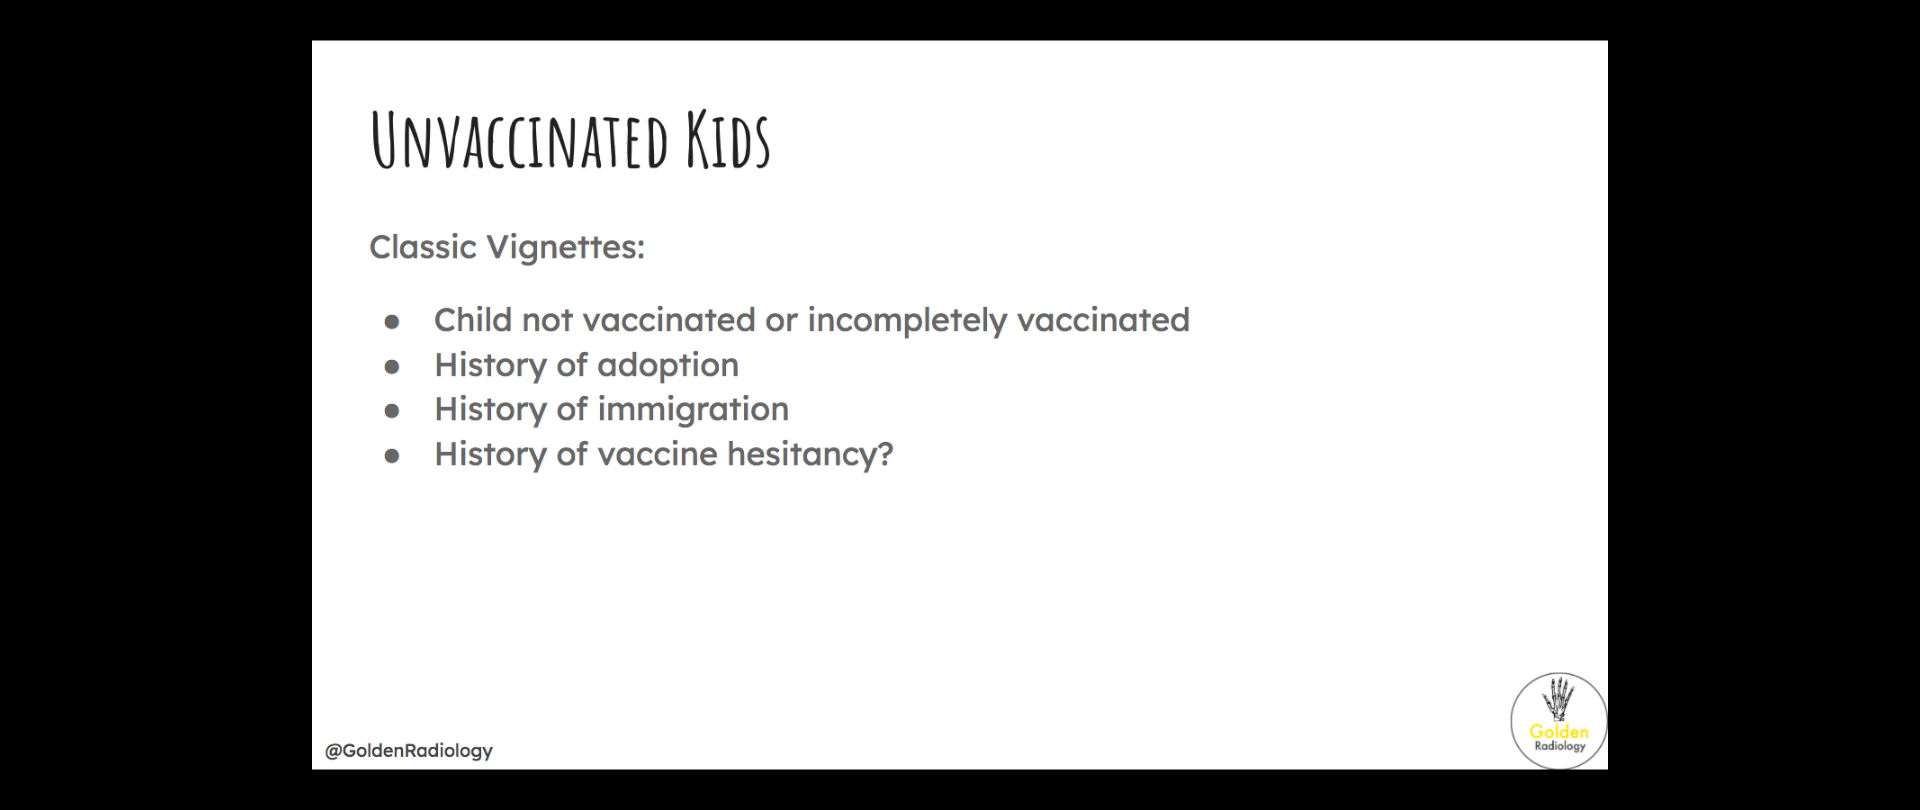 Unvaccinated Kids
Classic Vignettes:
● Child not vaccinated or incompletely vaccinated
● History of adoption
● History of immigration
● History of vaccine hesitancy?
Golden
Radiology
@GoldenRadiology